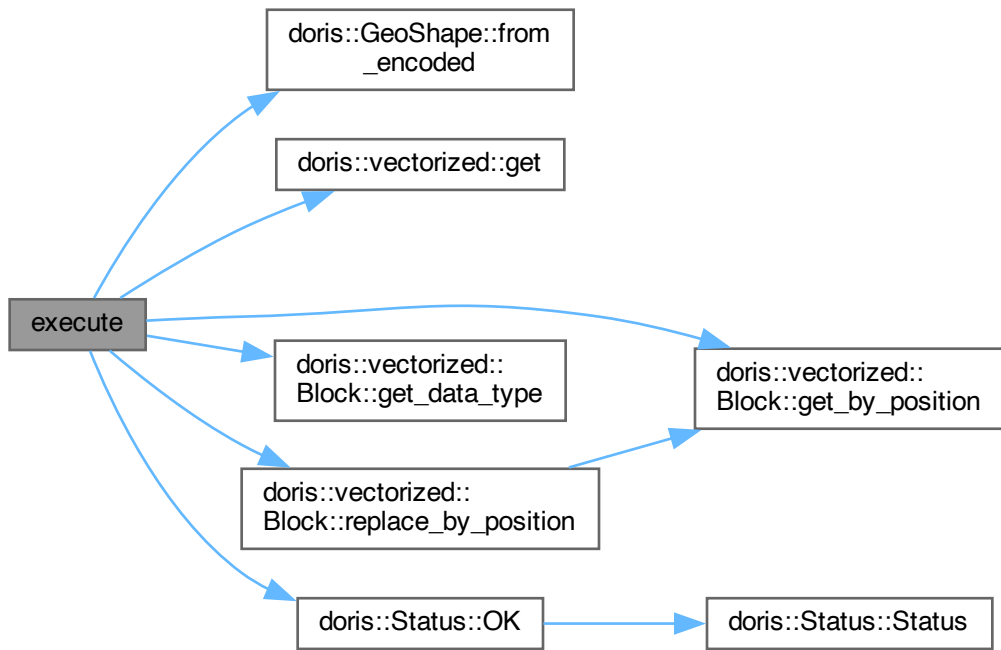 doris::GeoShape::from
_encoded
doris::vectorized::get
execute
doris::vectorized::
Block::get_data_type
doris::vectorized::
Block::get_by_position
doris::vectorized::
Block::replace_by_position
doris::Status::OK
doris::Status::Status